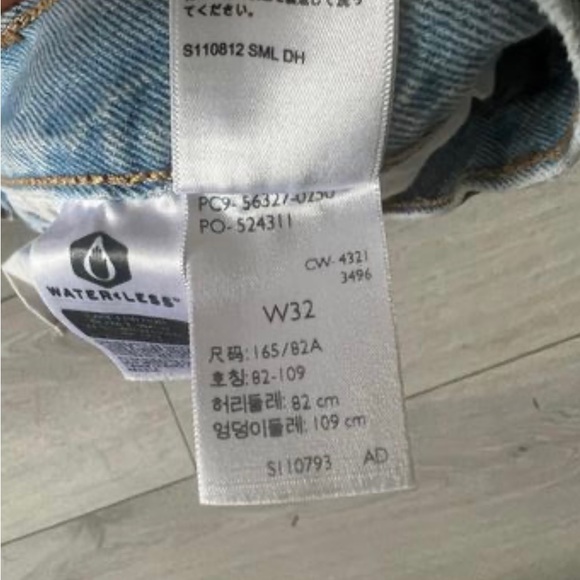 てください。
S110812 SML DH
PC9- 56327-0230
PO- 524311
CW- 4321
3496
W32
尺码: 165/82A
호칭: 82-109
허리둘레: 82 cm
엉덩이둘레: 109 cm
S110793 AD
WATER<LESS™